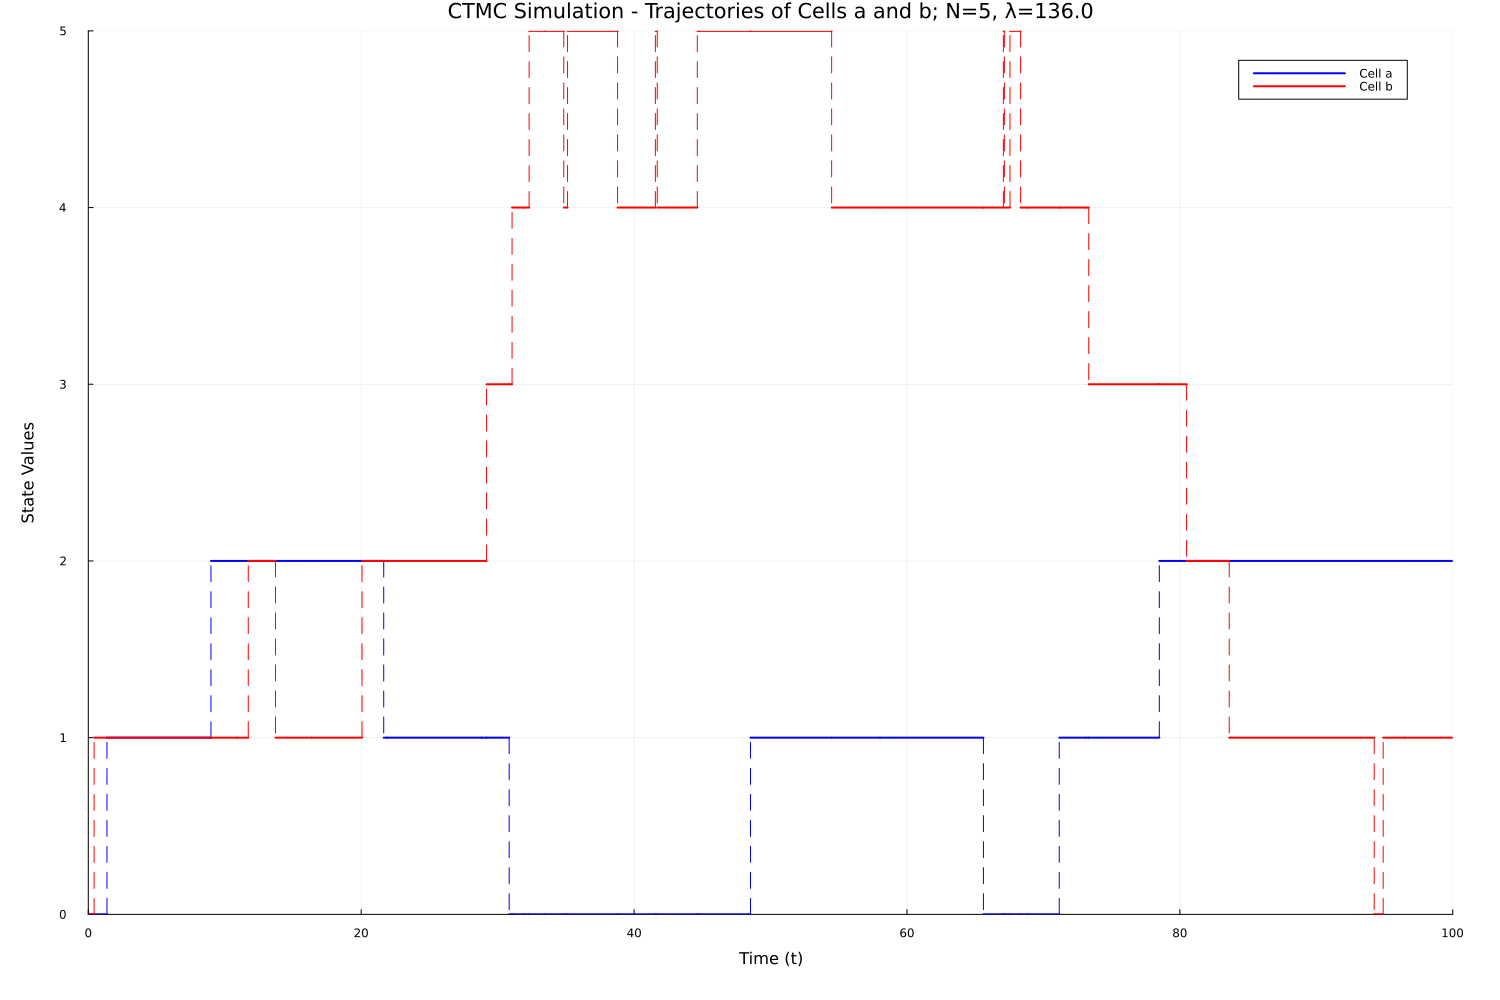 CTMC Simulation - Trajectories of Cells a and b; N=5, λ=136.0
5
Cell a
Cell b
4
3
State Values
2
1
0
0 20 40 60 80 100
Time (t)